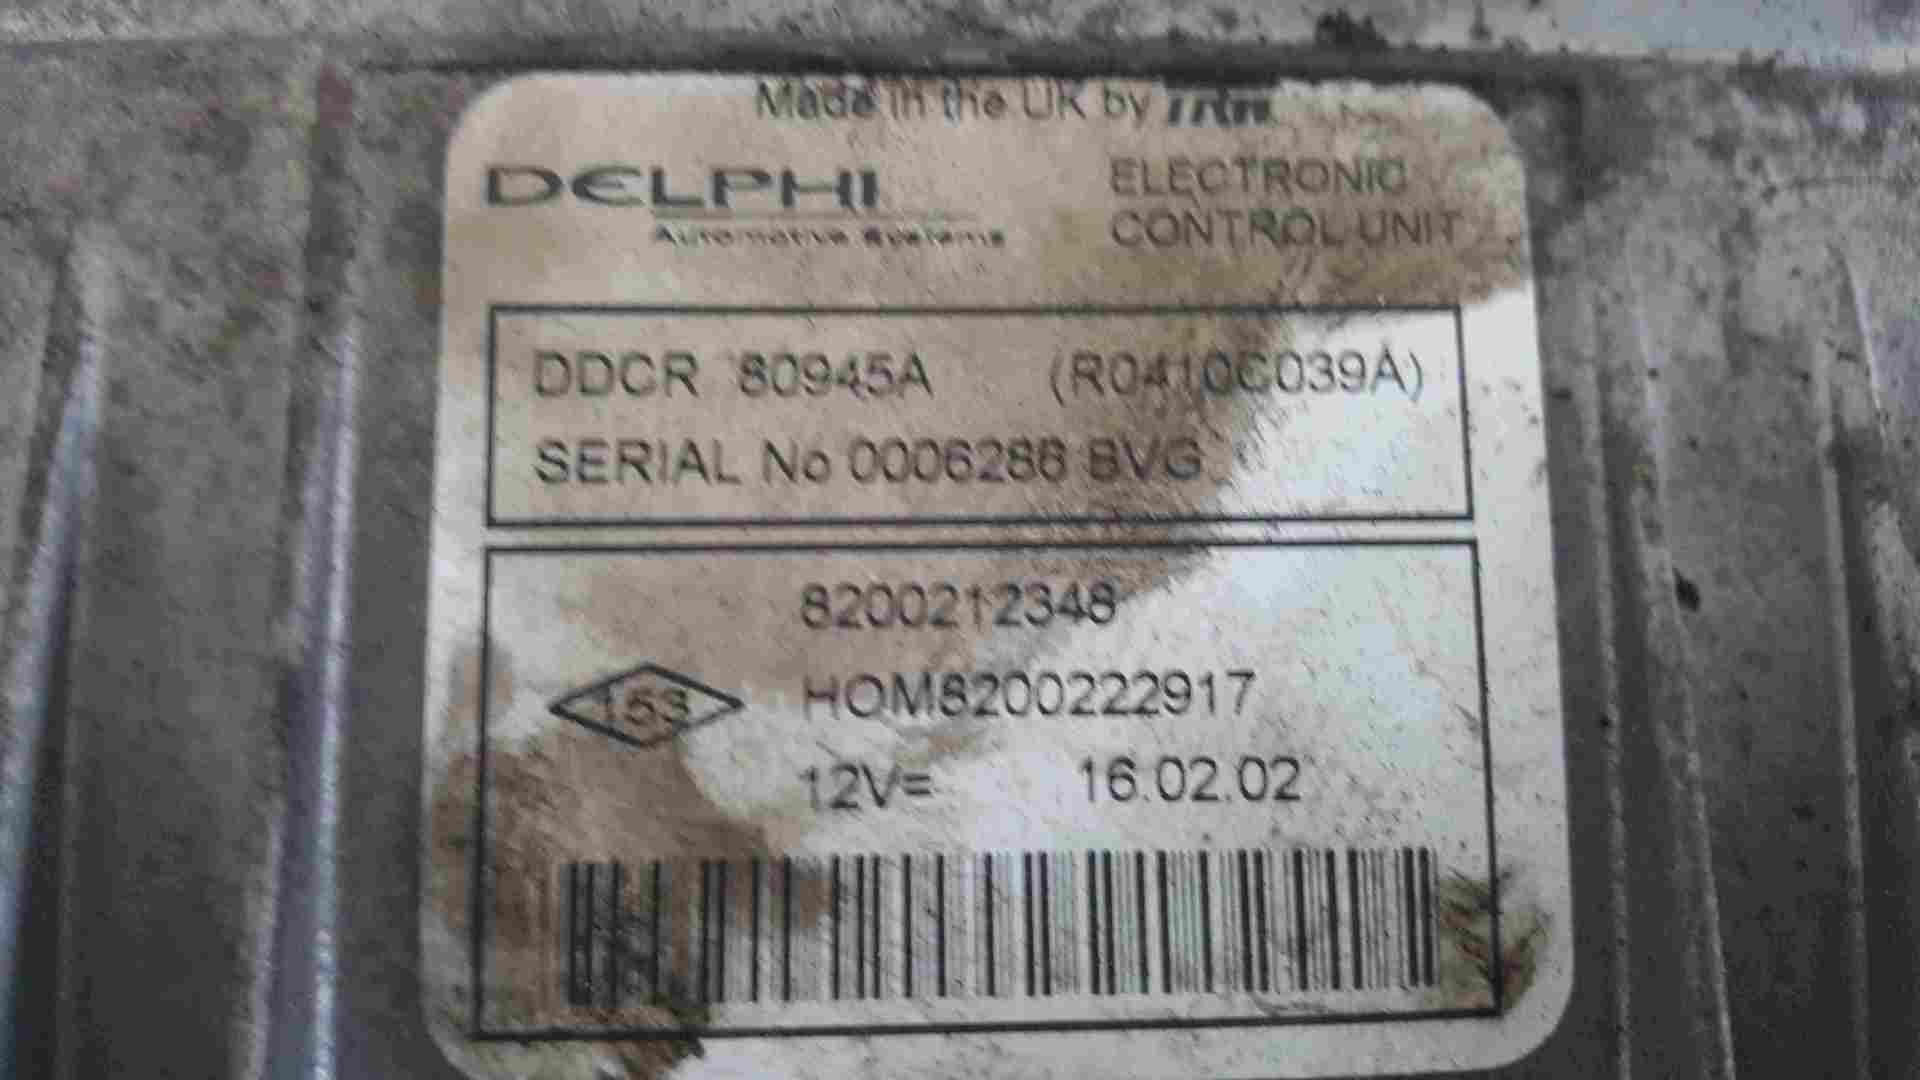 Made in the UK by TRW
DELPHI
Automotive Systems
ELECTRONIC
CONTROL UNIT
DDCR 80945A (R0410C039A)
SERIAL No 0006286 BVG
8200212348
153
HOM8200222917
12V= 16.02.02